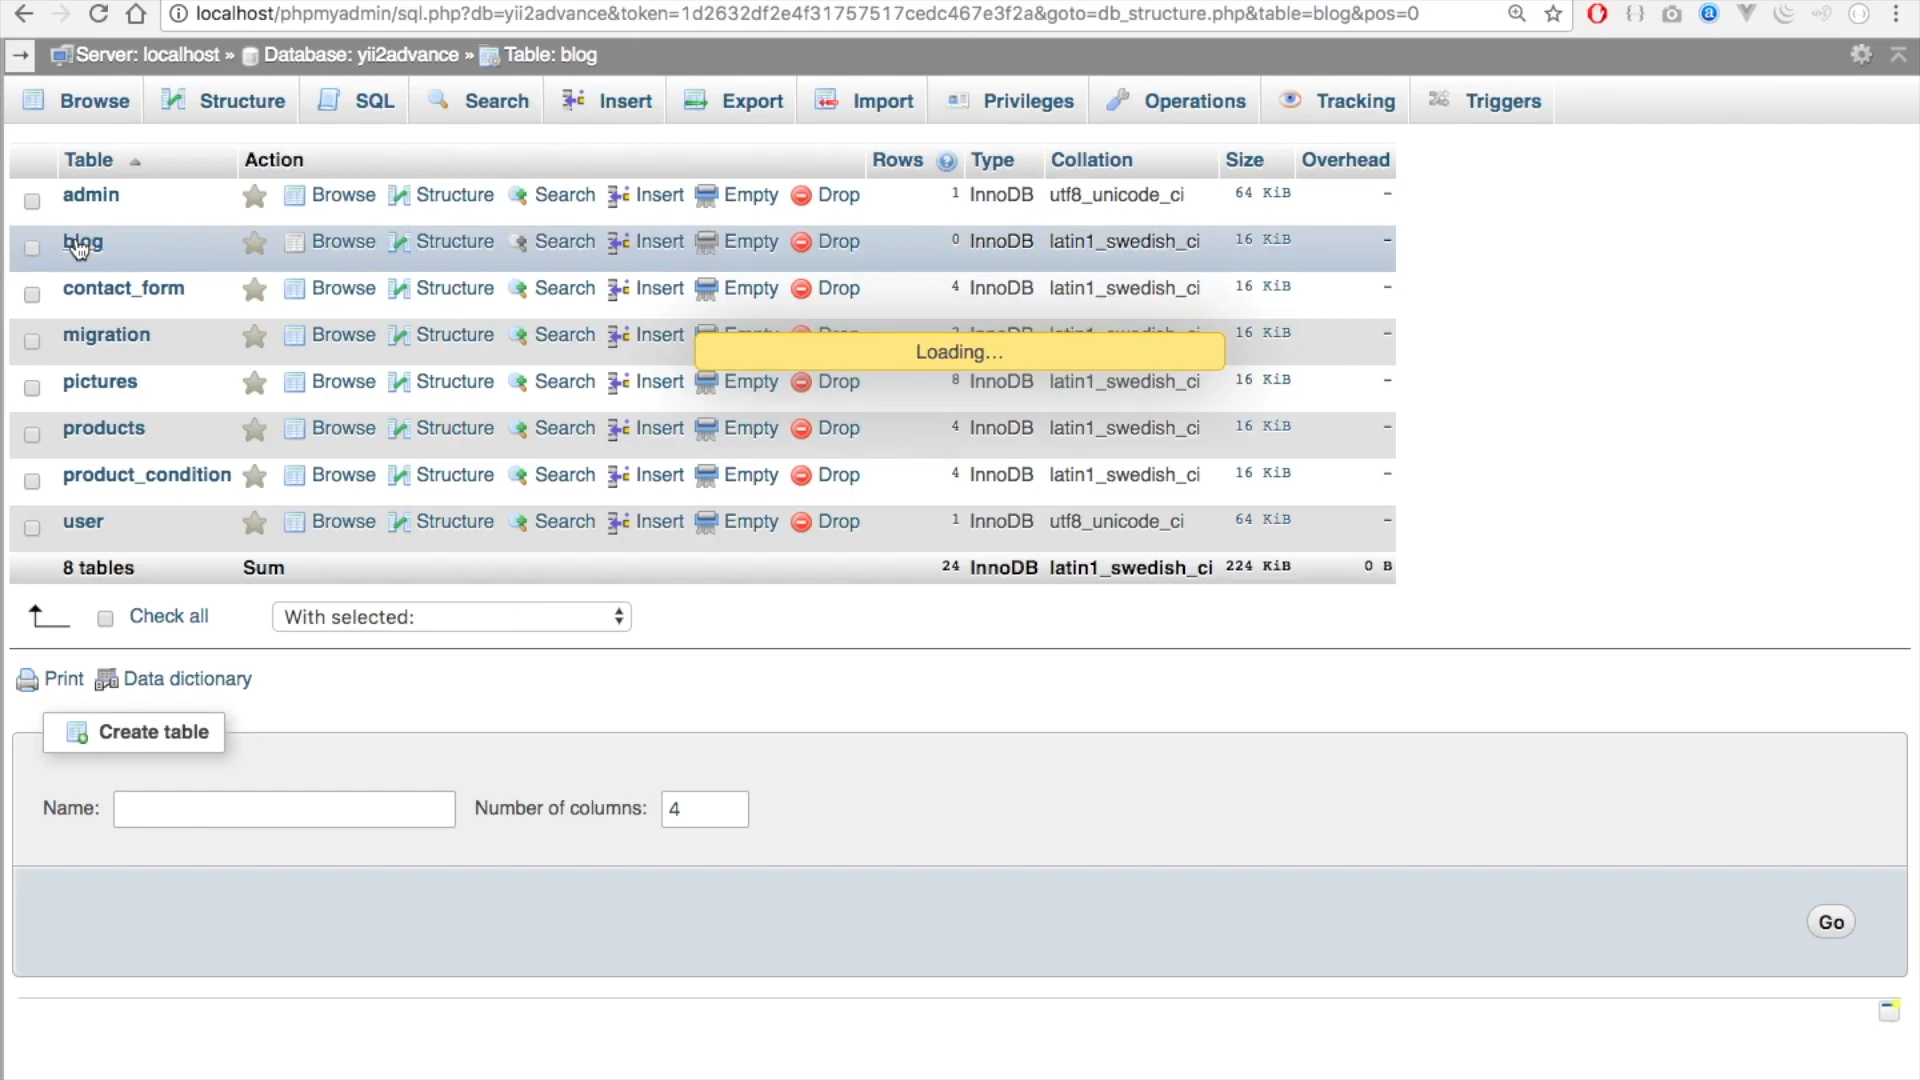 localhost/phpmyadmin/sql.php?db=yii2advance&token=1d2632df2e4f31757517cedc467e3f2a&goto=db_structure.php&table=blog&pos=0
Server: localhost » Database: yii2advance » Table: blog
Browse Structure SQL Search Insert Export Import Privileges Operations Tracking Triggers
Table Action Rows Type Collation Size Overhead
admin Browse Structure Search Insert Empty Drop 1 InnoDB utf8_unicode_ci 64 KiB -
blog Browse Structure Search Insert Empty Drop 0 InnoDB latin1_swedish_ci 16 KiB -
contact_form Browse Structure Search Insert Empty Drop 4 InnoDB latin1_swedish_ci 16 KiB -
migration Browse Structure Search Insert Empty Drop InnoDB latin1_swedish_ci 16 KiB -
Loading...
pictures Browse Structure Search Insert Empty Drop 8 InnoDB latin1_swedish_ci 16 KiB -
products Browse Structure Search Insert Empty Drop 4 InnoDB latin1_swedish_ci 16 KiB -
product_condition Browse Structure Search Insert Empty Drop 4 InnoDB latin1_swedish_ci 16 KiB -
user Browse Structure Search Insert Empty Drop 1 InnoDB utf8_unicode_ci 64 KiB -
8 tables Sum 24 InnoDB latin1_swedish_ci 224 KiB 0 B
Check all With selected:
Print Data dictionary
Create table
Name: Number of columns: 4
Go